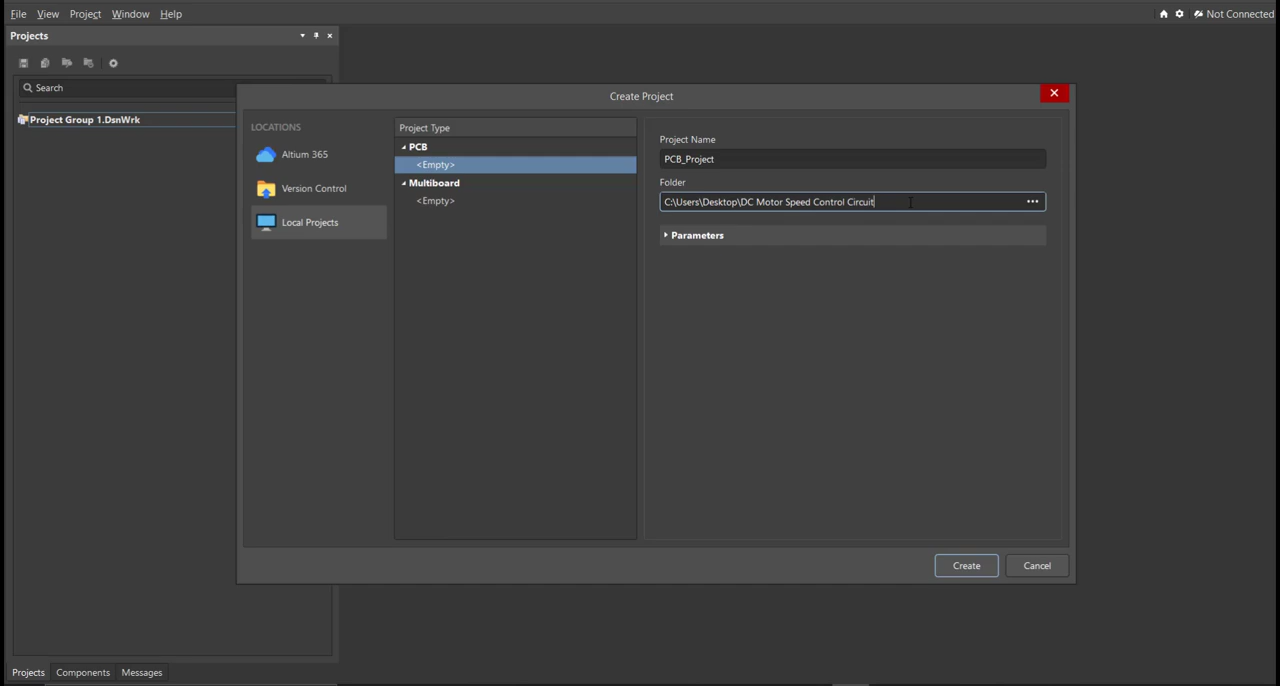 File View Project Window Help Not Connected
Projects
Search
Project Group 1.DsnWrk
Create Project
LOCATIONS
Altium 365
Version Control
Local Projects
Project Type
PCB
<Empty>
Multiboard
<Empty>
Project Name
PCB_Project
Folder
C:\Users\Desktop\DC Motor Speed Control Circuit
Parameters
Create Cancel
Projects Components Messages